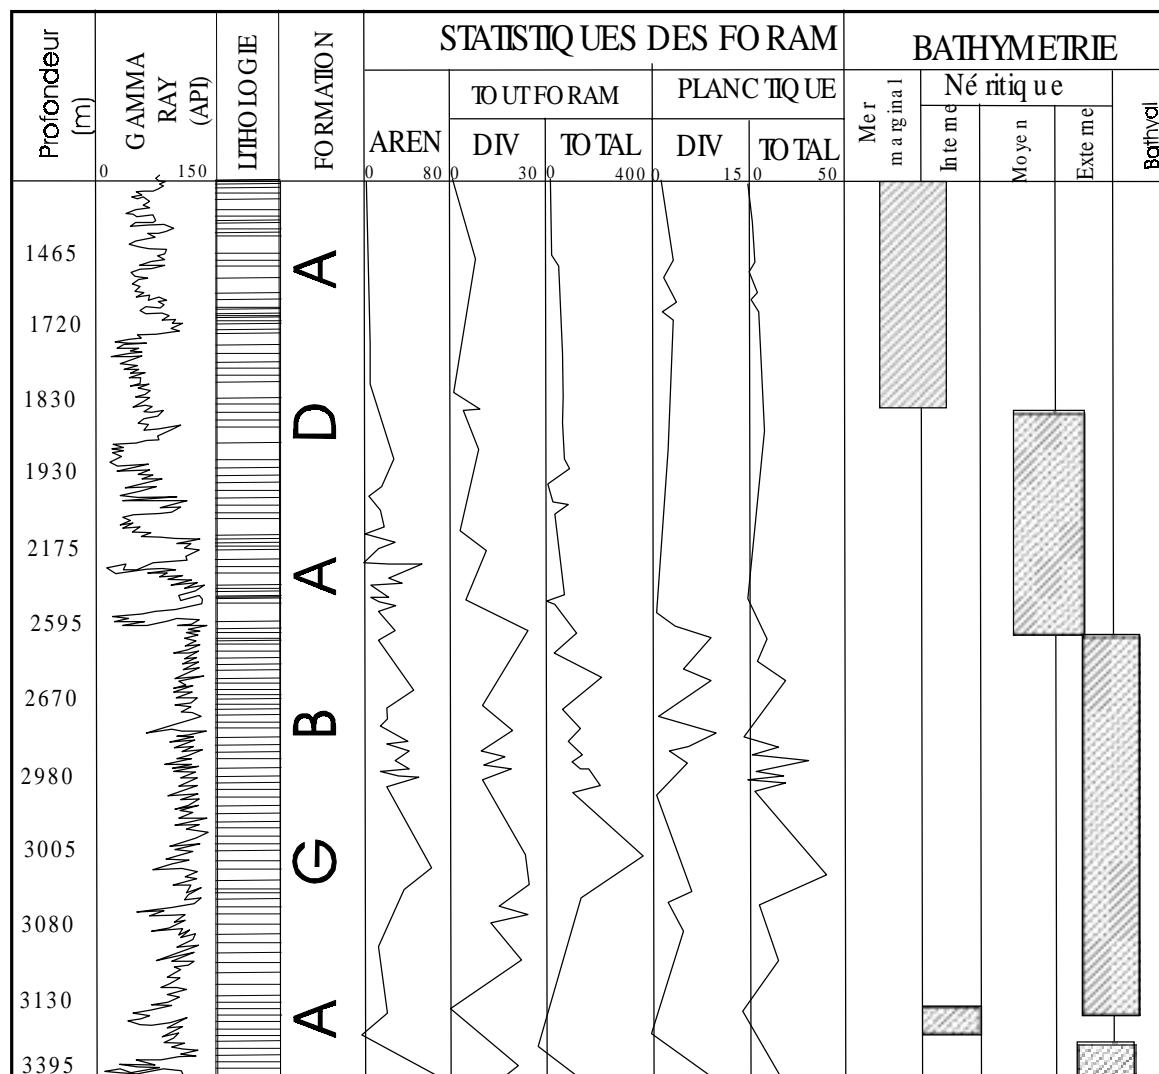 STATISTIQUES DES FORAM
BATHYMETRIE
Profondeur
(m)
GAMMA
RAY
(API)
LITHOLOGIE
FORMATION
TOUT FORAM
PLANCTIQUE
Mer
marginal
Néritique
Interne
Moyen
Externe
Bathyal
AREN
DIV
TOTAL
DIV
TOTAL
0 150
0 80
0 30
0 400
0 15
0 50
1465
1720
1830
1930
2175
2595
2670
2980
3005
3080
3130
3395
A
D
A
B
G
A